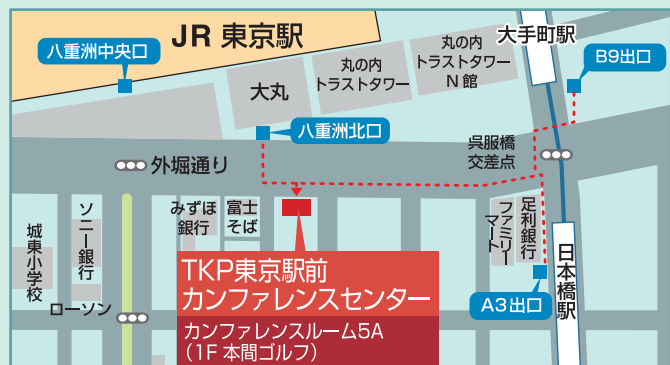 JR 東京駅
大手町駅
八重洲中央口
丸の内
トラストタワー
N 館
B9出口
丸の内
トラストタワー
大丸
八重洲北口
呉服橋
交差点
外堀通り
みずほ
銀行
富士
そば
ソニー銀行
城東小学校
ファミリー
マート
足利銀行
日本橋駅
TKP東京駅前
カンファレンスセンター
A3出口
ローソン
カンファレンスルーム5A
（1F 本間ゴルフ）